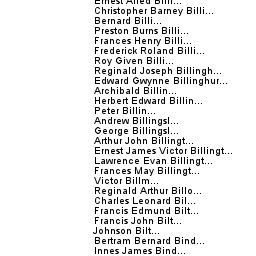 Ernest Alfred Billi...
Christopher Barney Billi...
Bernard Billi...
Preston Burns Billi...
Frances Henry Billi...
Frederick Roland Billi...
Roy Given Billi...
Reginald Joseph Billingh...
Edward Gwynne Billinghur...
Archibald Billin...
Herbert Edward Billin...
Peter Billin...
Andrew Billingsl...
George Billingsl...
Arthur John Billingt...
Ernest James Victor Billingt...
Lawrence Evan Billingt...
Frances May Billingt...
Victor Billm...
Reginald Arthur Billo...
Charles Leonard Bil...
Francis Edmund Bilt...
Francis John Bilt...
Johnson Bilt...
Bertram Bernard Bind...
Innes James Bind...